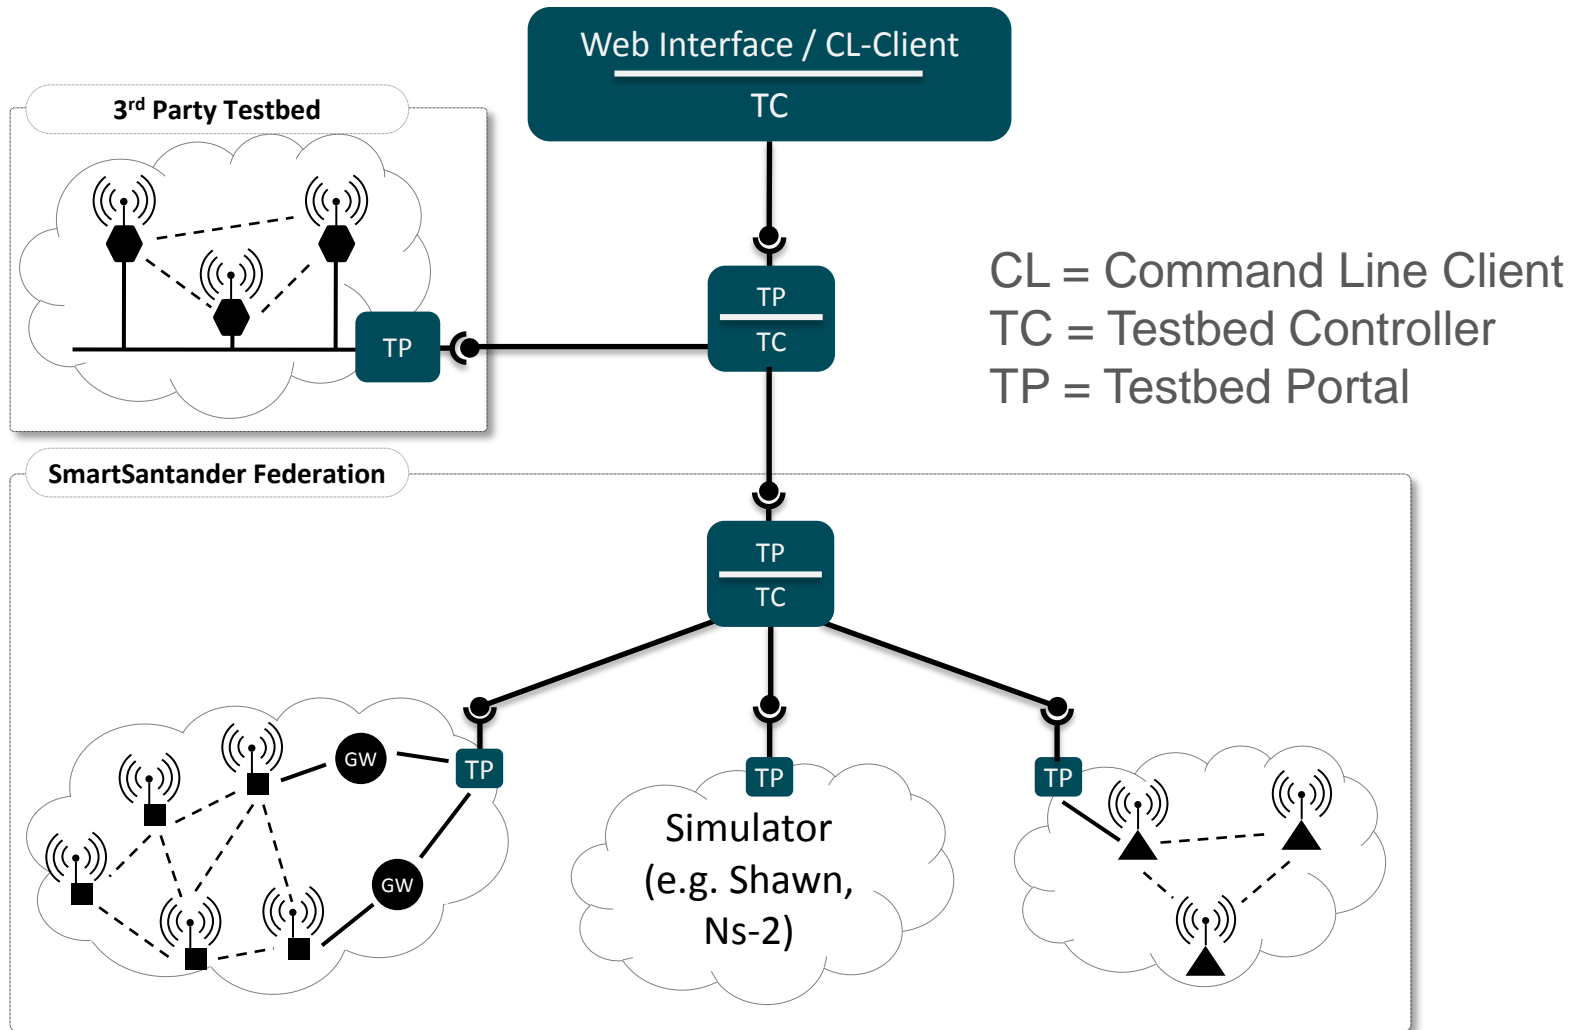 Web Interface / CL-Client
TC
3rd Party Testbed
TP
TC
TP
CL = Command Line Client
TC = Testbed Controller
TP = Testbed Portal
SmartSantander Federation
TP
TC
GW
TP
GW
TP
Simulator
(e.g. Shawn,
Ns-2)
TP